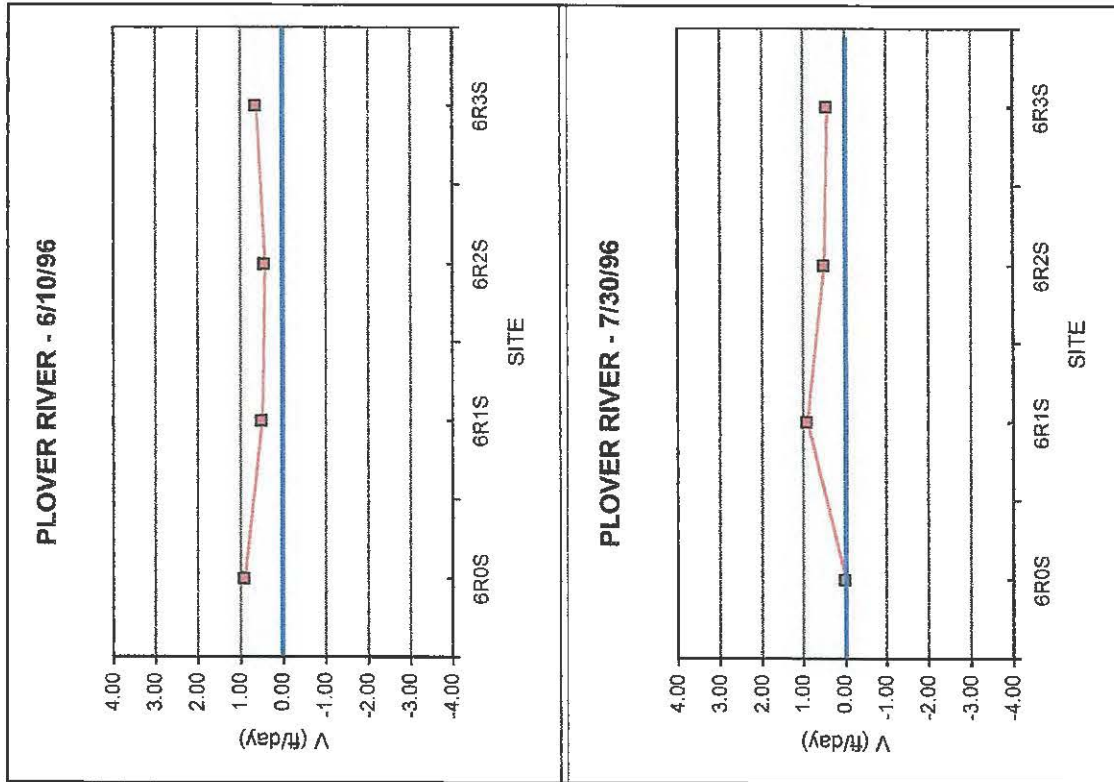 PLOVER RIVER - 6/10/96
4.00
3.00
2.00
1.00
0.00
-1.00
-2.00
-3.00
-4.00
V (ft/day)
6R0S 6R1S 6R2S 6R3S
SITE
PLOVER RIVER - 7/30/96
4.00
3.00
2.00
1.00
0.00
-1.00
-2.00
-3.00
-4.00
V (ft/day)
6R0S 6R1S 6R2S 6R3S
SITE